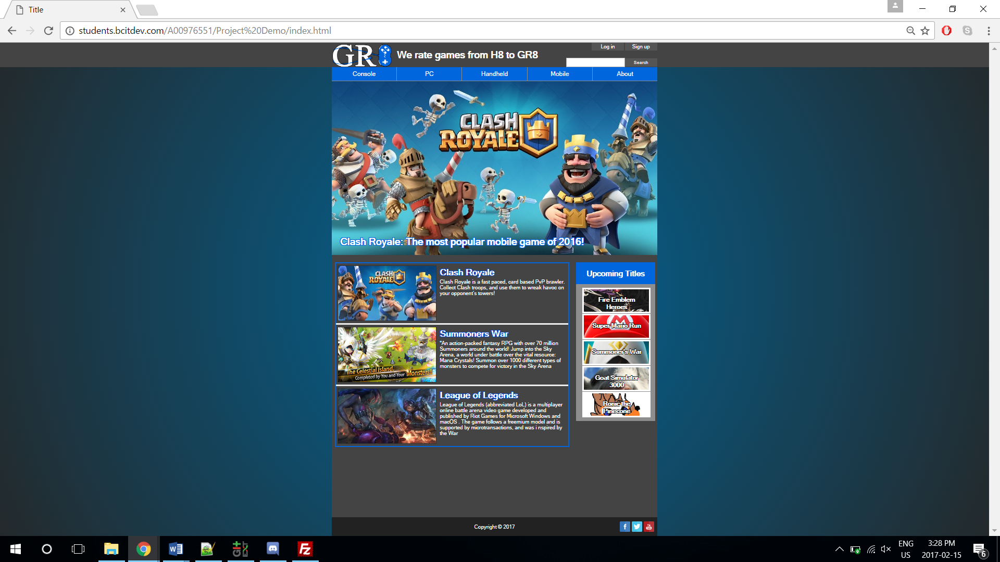 Title
students.bcitdev.com/A00976551/Project%20Demo/index.html
GR8
We rate games from H8 to GR8
Log in
Sign up
Search
Console
PC
Handheld
Mobile
About
CLASH
ROYALE
Clash Royale: The most popular mobile game of 2016!
CLASH
ROYALE
Clash Royale
Clash Royale is a fast paced, card based PvP brawler.
Collect Clash troops, and use them to wreak havoc on
your opponent's towers!
The Celestial Island,
Completed by You and Your Monsters!!
Summoners War
"An action-packed fantasy RPG with over 70 million
Summoners around the world! Jump into the Sky
Arena, a world under battle over the vital resource:
Mana Crystals! Summon over 1000 different types of
monsters to compete for victory in the Sky Arena
League of Legends
League of Legends (abbreviated LoL) is a multiplayer
online battle arena video game developed and
published by Riot Games for Microsoft Windows and
macOS . The game follows a freemium model and is
supported by microtransactions, and was i nspired by
the War
Upcoming Titles
Fire Emblem
Heroes
Super Mario Run
Summoner's War
Goat Simulator
3000
Ronic the
Pinecone
Copyright © 2017
ENG
US
3:28 PM
2017-02-15
6